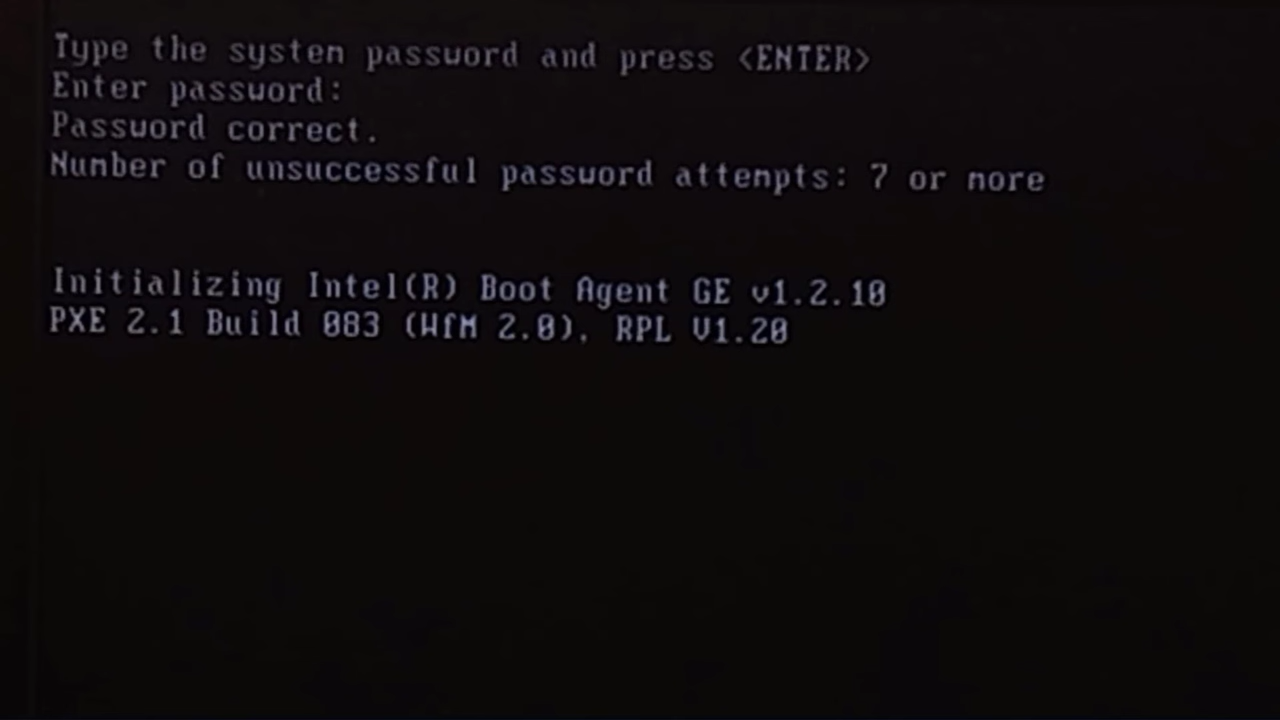 Type the system password and press <ENTER>
Enter password:
Password correct.
Number of unsuccessful password attempts: 7 or more
Initializing Intel(R) Boot Agent GE v1.2.10
PXE 2.1 Build 083 (WfM 2.0), RPL V1.20